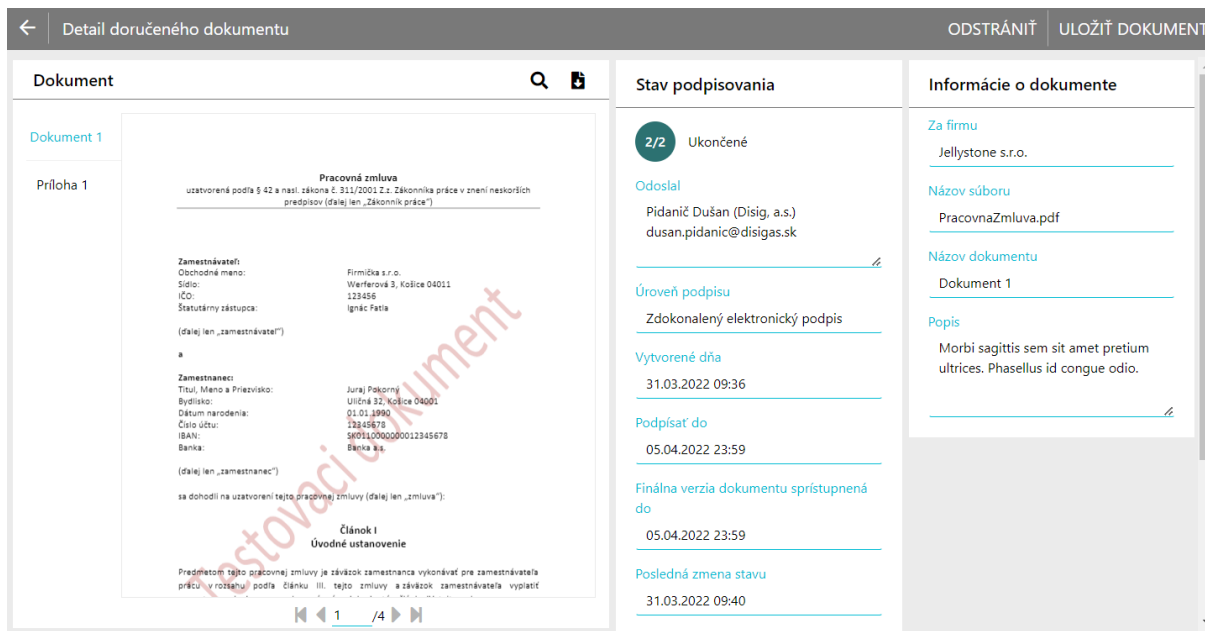 Detail doručeného dokumentu
ODSTRÁNIŤ
ULOŽIŤ DOKUMENT
Dokument
Dokument 1
Príloha 1
Pracovná zmluva
uzatvorená podľa § 42 a nasl. zákona č. 311/2001 Z.z. Zákonníka práce v znení neskorších
predpisov (ďalej len „Zákonník práce“)
Zamestnávateľ:
Obchodné meno: Firmička s.r.o.
Sídlo: Werferová 3, Košice 04011
IČO: 123456
Štatutárny zástupca: Ignác Fatla
(ďalej len „zamestnávateľ“)
a
Zamestnanec:
Titul, Meno a Priezvisko: Juraj Pokorný
Bydlisko: Uličná 32, Košice 04001
Dátum narodenia: 01.01.1990
Číslo účtu: 12345678
IBAN: SK0110000000012345678
Banka: Banka a.s.
(ďalej len „zamestnanec“)
sa dohodli na uzatvorení tejto pracovnej zmluvy (ďalej len „zmluva“):
Článok I
Úvodné ustanovenie
Predmetom tejto pracovnej zmluvy je záväzok zamestnanca vykonávať pre zamestnávateľa
prácu v rozsahu podľa článku III. tejto zmluvy a záväzok zamestnávateľa vyplatiť
Testovaci dokument
1 /4
Stav podpisovania
2/2 Ukončené
Odoslal
Pidanič Dušan (Disig, a.s.)
dusan.pidanic@disigas.sk
Úroveň podpisu
Zdokonalený elektronický podpis
Vytvorené dňa
31.03.2022 09:36
Podpísať do
05.04.2022 23:59
Finálna verzia dokumentu sprístupnená
do
05.04.2022 23:59
Posledná zmena stavu
31.03.2022 09:40
Informácie o dokumente
Za firmu
Jellystone s.r.o.
Názov súboru
PracovnaZmluva.pdf
Názov dokumentu
Dokument 1
Popis
Morbi sagittis sem sit amet pretium
ultrices. Phasellus id congue odio.